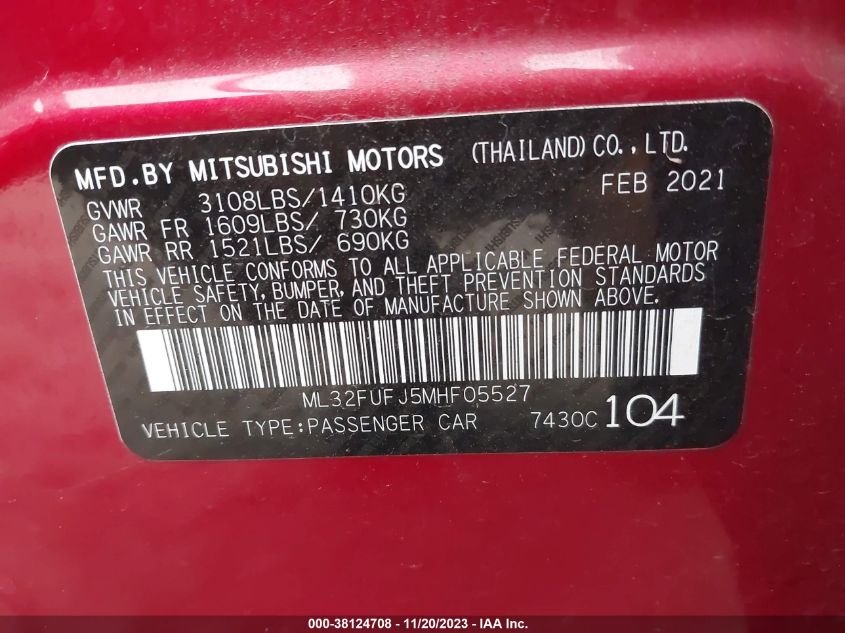 MFD.BY MITSUBISHI MOTORS (THAILAND) CO.,LTD.
GVWR 3108LBS/1410KG FEB 2021
GAWR FR 1609LBS/ 730KG
GAWR RR 1521LBS/ 690KG
THIS VEHICLE CONFORMS TO ALL APPLICABLE FEDERAL MOTOR
VEHICLE SAFETY, BUMPER, AND THEFT PREVENTION STANDARDS
IN EFFECT ON THE DATE OF MANUFACTURE SHOWN ABOVE.
ML32FUFJ5MHF05527
VEHICLE TYPE:PASSENGER CAR 7430C 104
000-38124708 - 11/20/2023 - IAA Inc.